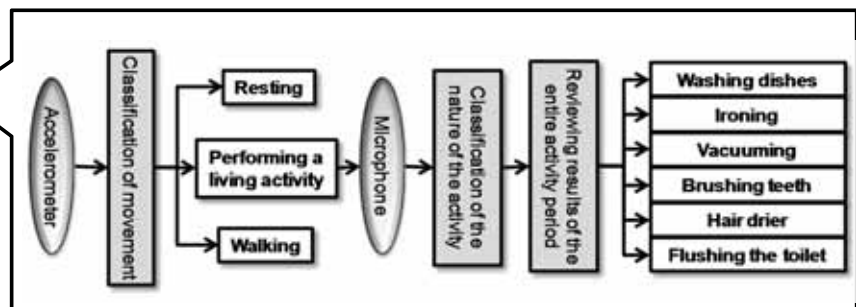 Accelerometer
Classification of movement
Resting
Performing a
living activity
Walking
Microphone
Classification of the
nature of the activity
Reviewing results of the
entire activity period
Washing dishes
Ironing
Vacuuming
Brushing teeth
Hair drier
Flushing the toilet